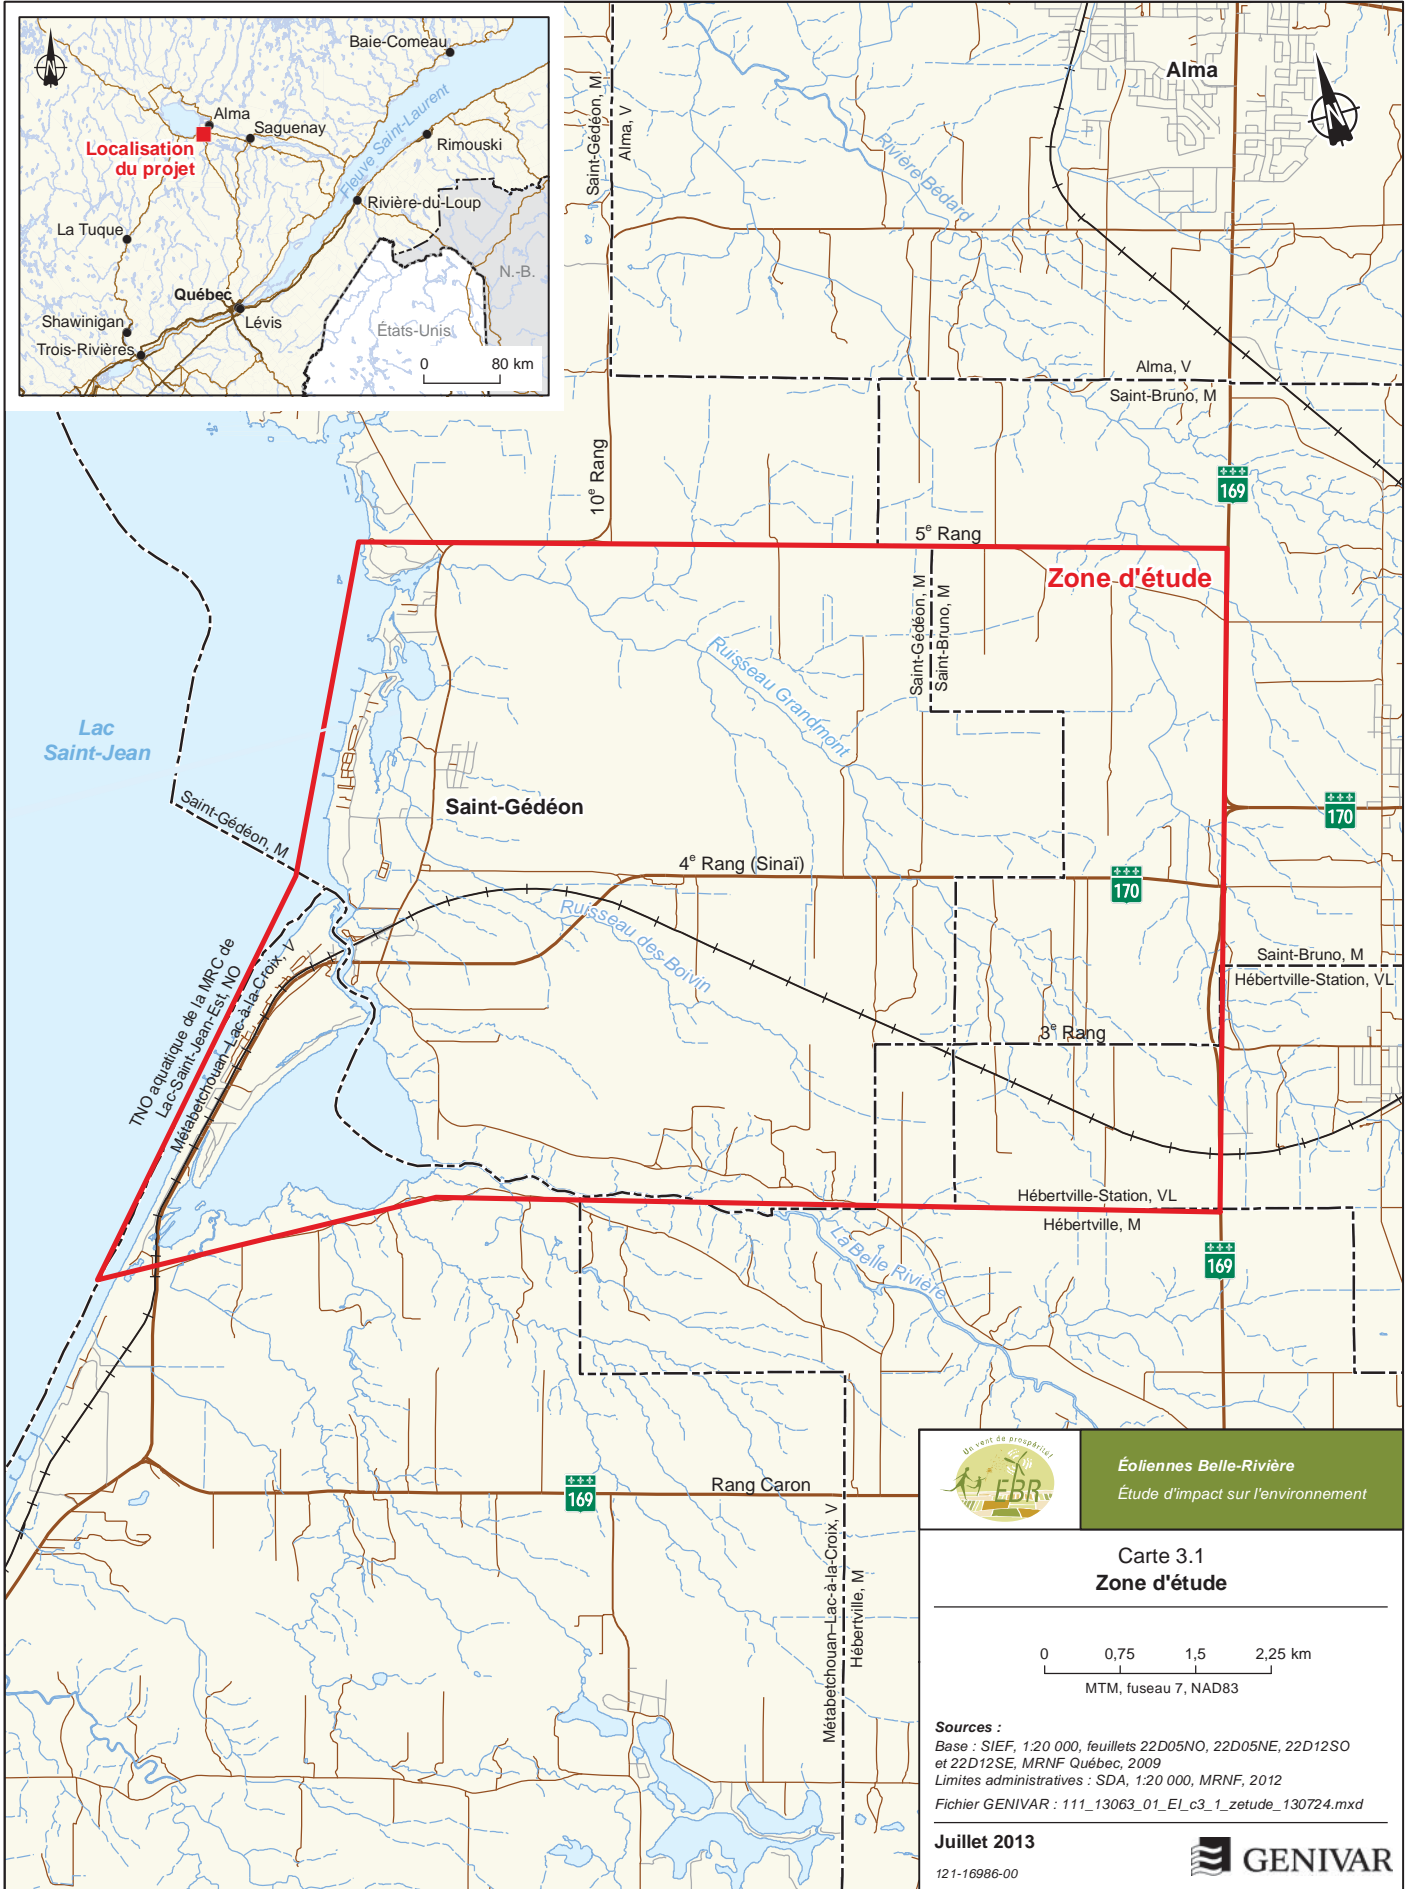 Baie-Comeau
Alma
Saguenay
Localisation
du projet
Fleuve Saint-Laurent
Rimouski
Rivière-du-Loup
La Tuque
N.-B.
Québec
Lévis
Shawinigan
Trois-Rivières
États-Unis
0 80 km
Saint-Gédéon, M
Alma, V
Alma
Rivière Bédard
Alma, V
Saint-Bruno, M
10e Rang
169
5e Rang
Zone d'étude
Saint-Gédéon, M
Saint-Bruno, M
Ruisseau Grandmont
Lac
Saint-Jean
Saint-Gédéon, M
Saint-Gédéon
170
4e Rang (Sinaï)
170
Ruisseau des Boivin
TNO aquatique de la MRC de
Lac-Saint-Jean-Est, NO
Métabetchouan–Lac-à-la-Croix, V
Saint-Bruno, M
Hébertville-Station, VL
3e Rang
Hébertville-Station, VL
Hébertville, M
La Belle Rivière
169
169
Rang Caron
Métabetchouan–Lac-à-la-Croix, V
Hébertville, M
Un vent de prospérité!
EBR
Éoliennes Belle-Rivière
Étude d'impact sur l'environnement
Carte 3.1
Zone d'étude
0 0,75 1,5 2,25 km
MTM, fuseau 7, NAD83
Sources :
Base : SIEF, 1:20 000, feuillets 22D05NO, 22D05NE, 22D12SO
et 22D12SE, MRNF Québec, 2009
Limites administratives : SDA, 1:20 000, MRNF, 2012
Fichier GENIVAR : 111_13063_01_EI_c3_1_zetude_130724.mxd
Juillet 2013
121-16986-00
GENIVAR